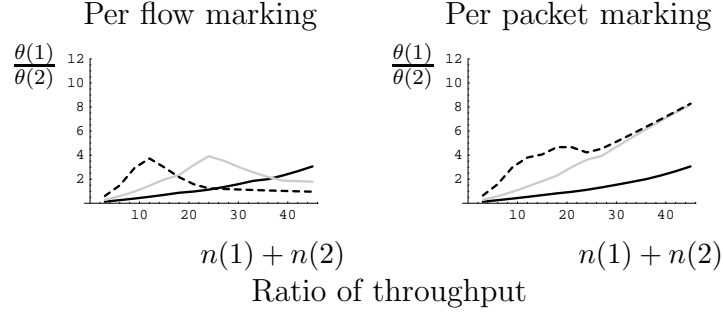 Per flow marking
θ(1)
θ(2)
12
10
8
6
4
2
10 20 30 40
n(1) + n(2)
Per packet marking
θ(1)
θ(2)
12
10
8
6
4
2
10 20 30 40
n(1) + n(2)
Ratio of throughput